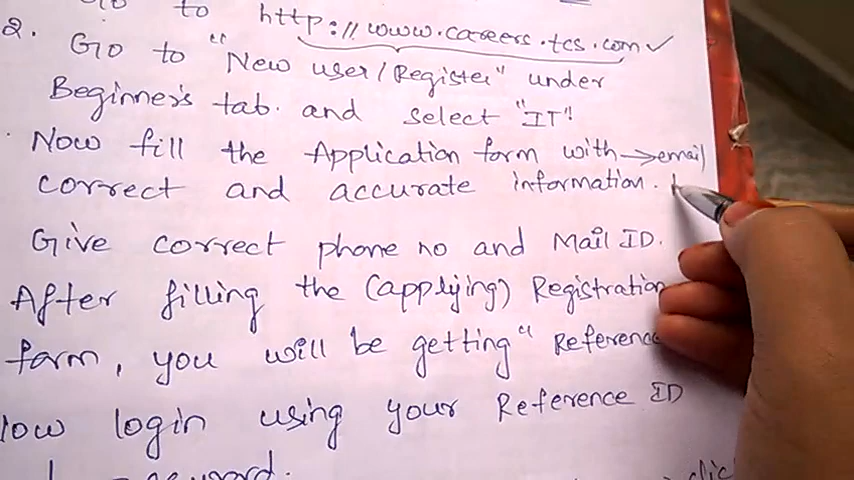 to http://www.careers.tcs.com ✓
2. Go to "New user/Register" under
Beginner's tab. and select "IT"
Now fill the Application form with → email
correct and accurate information.
Give correct phone no and Mail ID.
After filling the (applying) Registration
form, you will be getting "Reference
Now login using your Reference ID